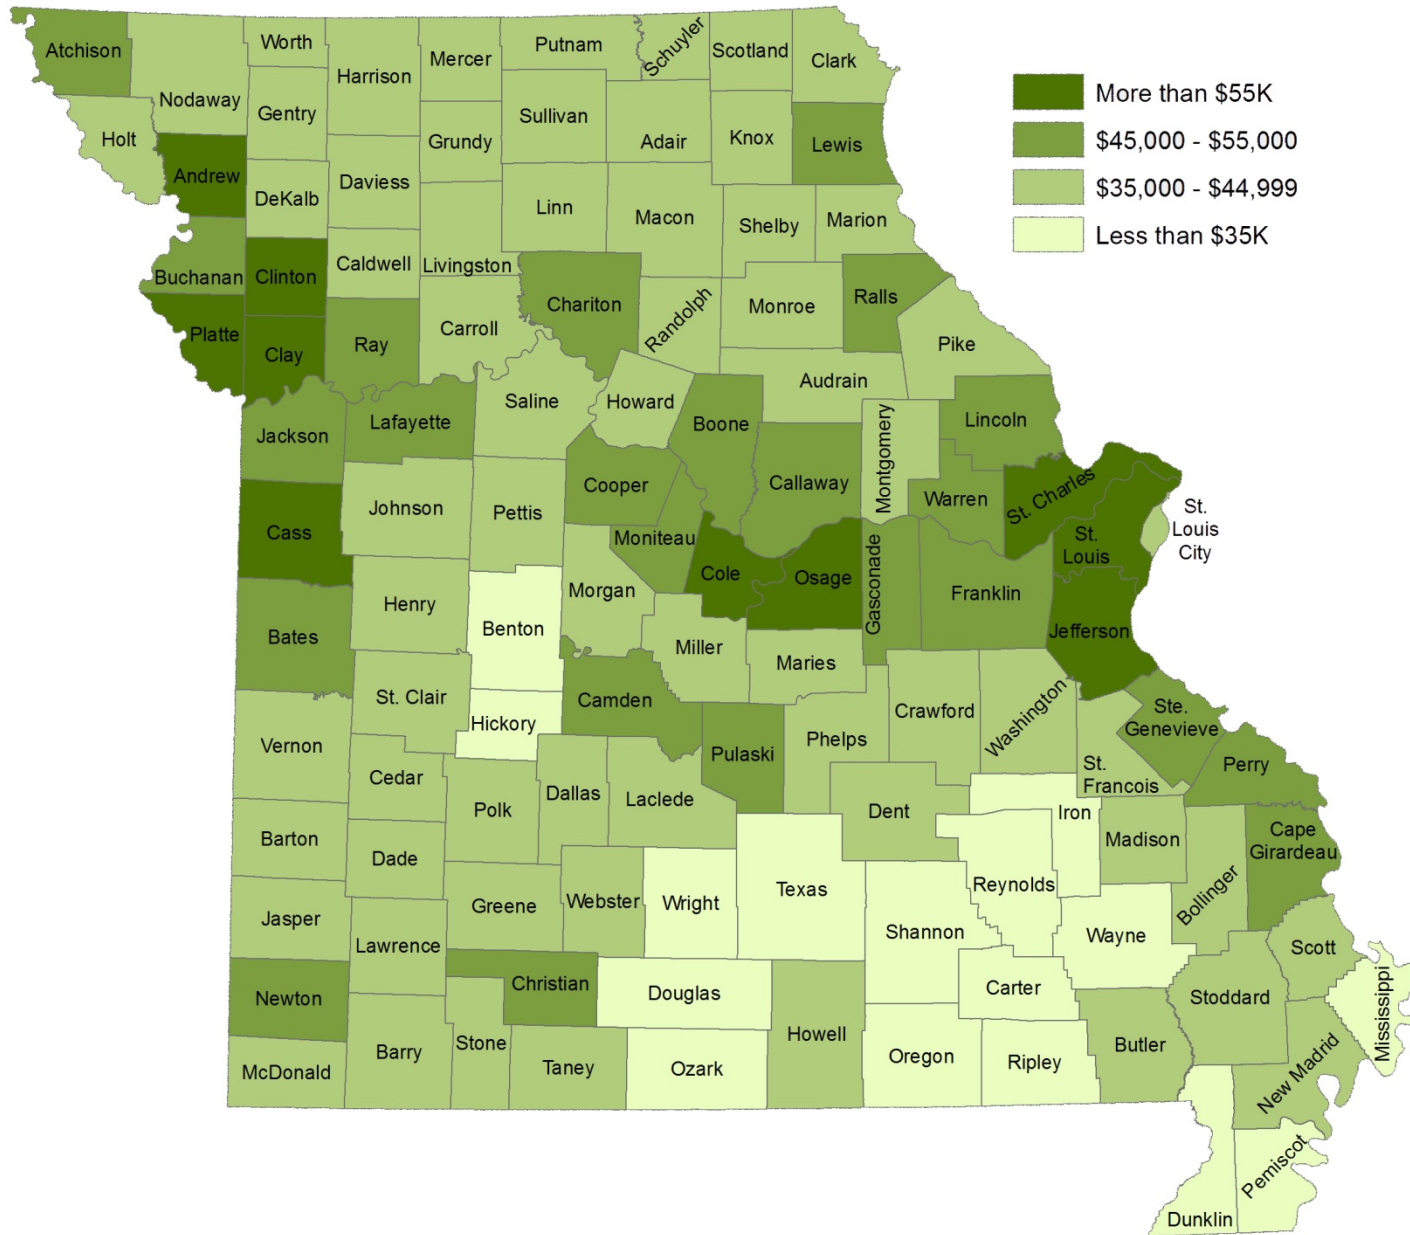 Atchison
Nodaway
Worth
Harrison
Mercer
Putnam
Schuyler
Scotland
Clark
More than $55K
$45,000 - $55,000
$35,000 - $44,999
Less than $35K
Holt
Gentry
Grundy
Sullivan
Adair
Knox
Lewis
Andrew
DeKalb
Daviess
Linn
Macon
Shelby
Marion
Buchanan
Clinton
Caldwell
Livingston
Chariton
Randolph
Monroe
Ralls
Pike
Platte
Clay
Ray
Carroll
Audrain
Jackson
Lafayette
Saline
Howard
Boone
Callaway
Montgomery
Lincoln
Warren
St. Charles
Cass
Johnson
Pettis
Cooper
Moniteau
Cole
Osage
Gasconade
Franklin
St.
Louis
St.
Louis
City
Jefferson
Bates
Henry
Benton
Morgan
Miller
Maries
St. Clair
Hickory
Camden
Pulaski
Phelps
Crawford
Washington
St.
Francois
Ste.
Genevieve
Perry
Vernon
Cedar
Polk
Dallas
Laclede
Dent
Iron
Madison
Cape
Girardeau
Barton
Dade
Greene
Webster
Wright
Texas
Reynolds
Bollinger
Jasper
Lawrence
Shannon
Wayne
Scott
Newton
Christian
Douglas
Carter
Stoddard
Mississippi
McDonald
Barry
Stone
Taney
Ozark
Howell
Oregon
Ripley
Butler
New Madrid
Pemiscot
Dunklin